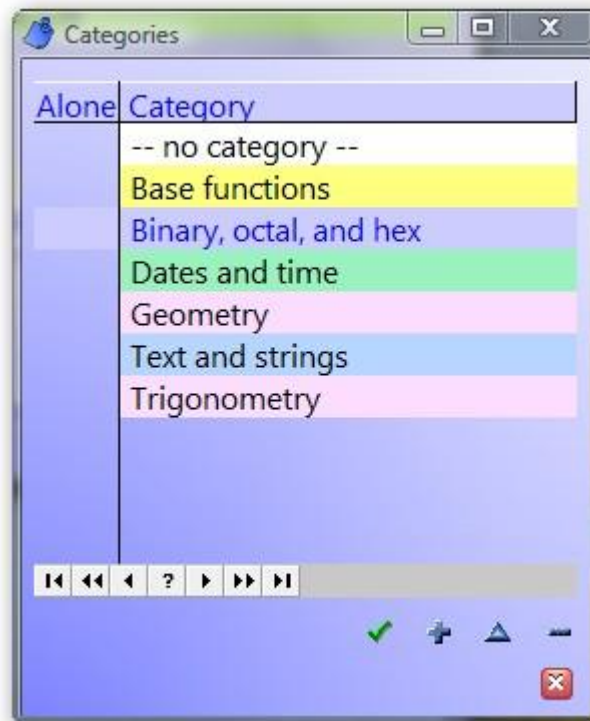 Categories
Alone Category
-- no category --
Base functions
Binary, octal, and hex
Dates and time
Geometry
Text and strings
Trigonometry
?